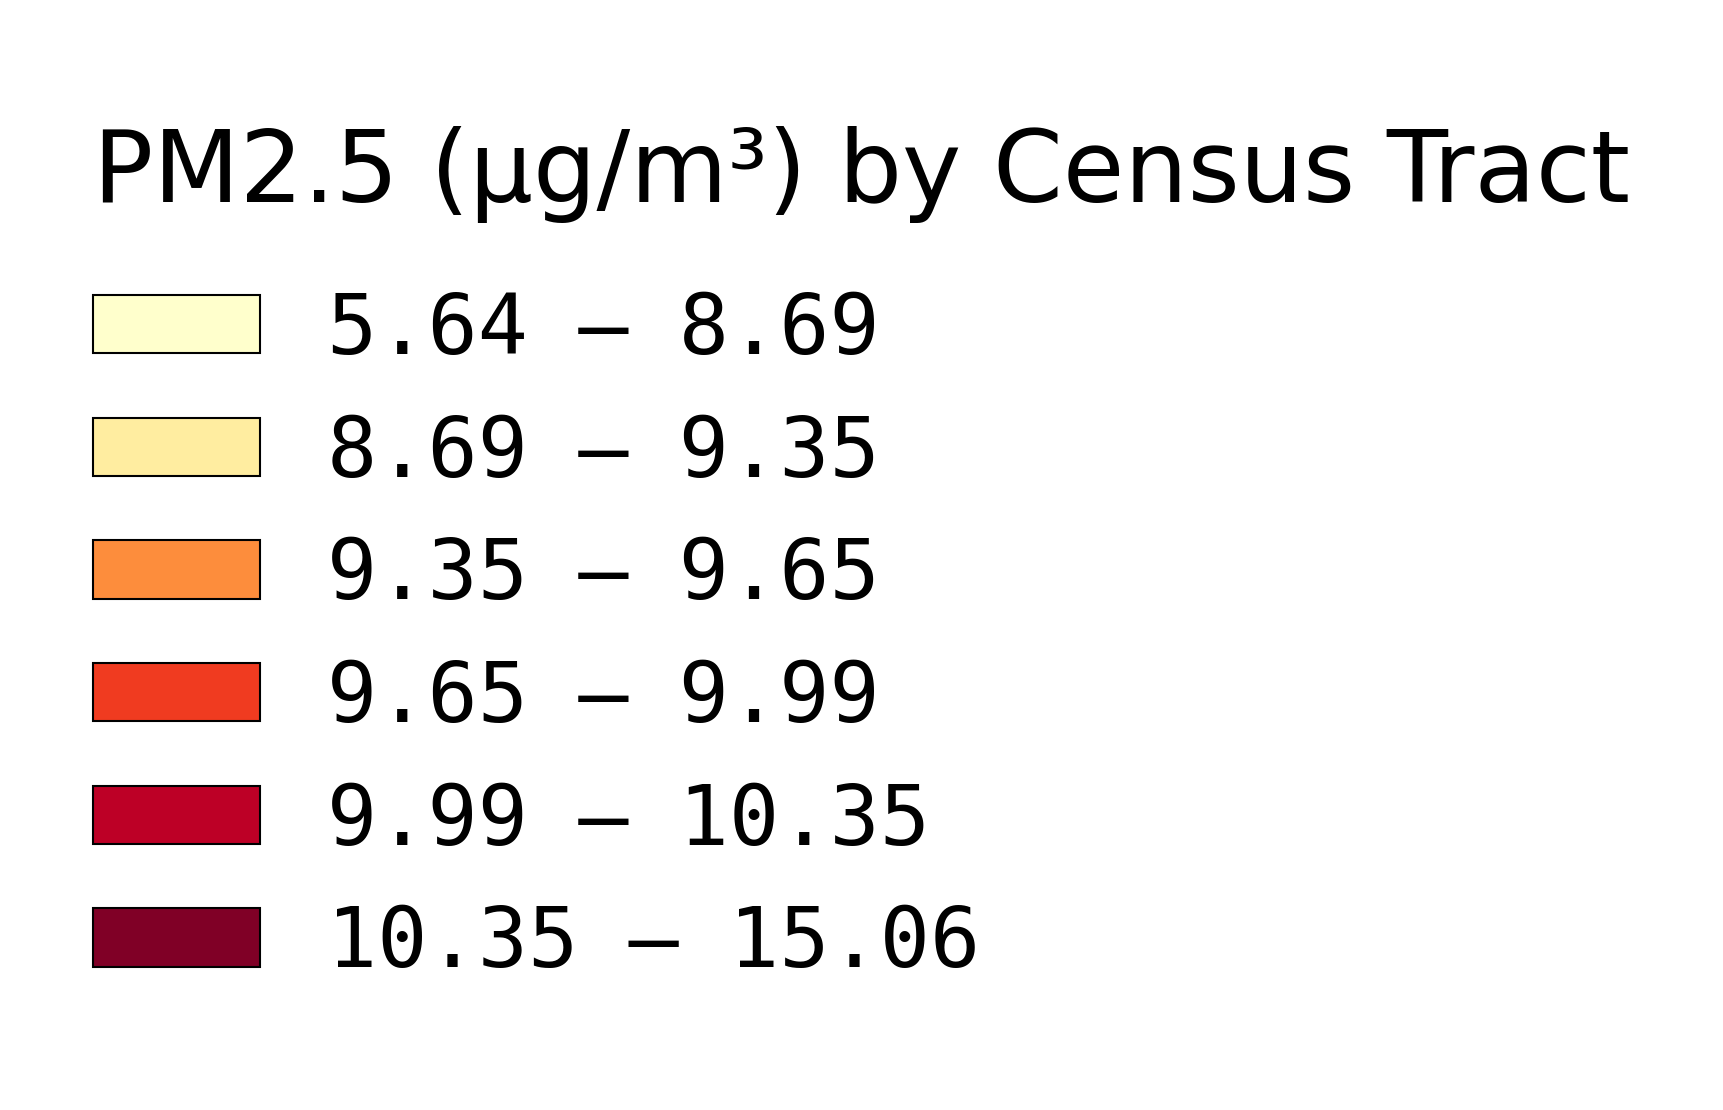 PM2.5 (µg/m³) by Census Tract
5.64 – 8.69
8.69 – 9.35
9.35 – 9.65
9.65 – 9.99
9.99 – 10.35
10.35 – 15.06